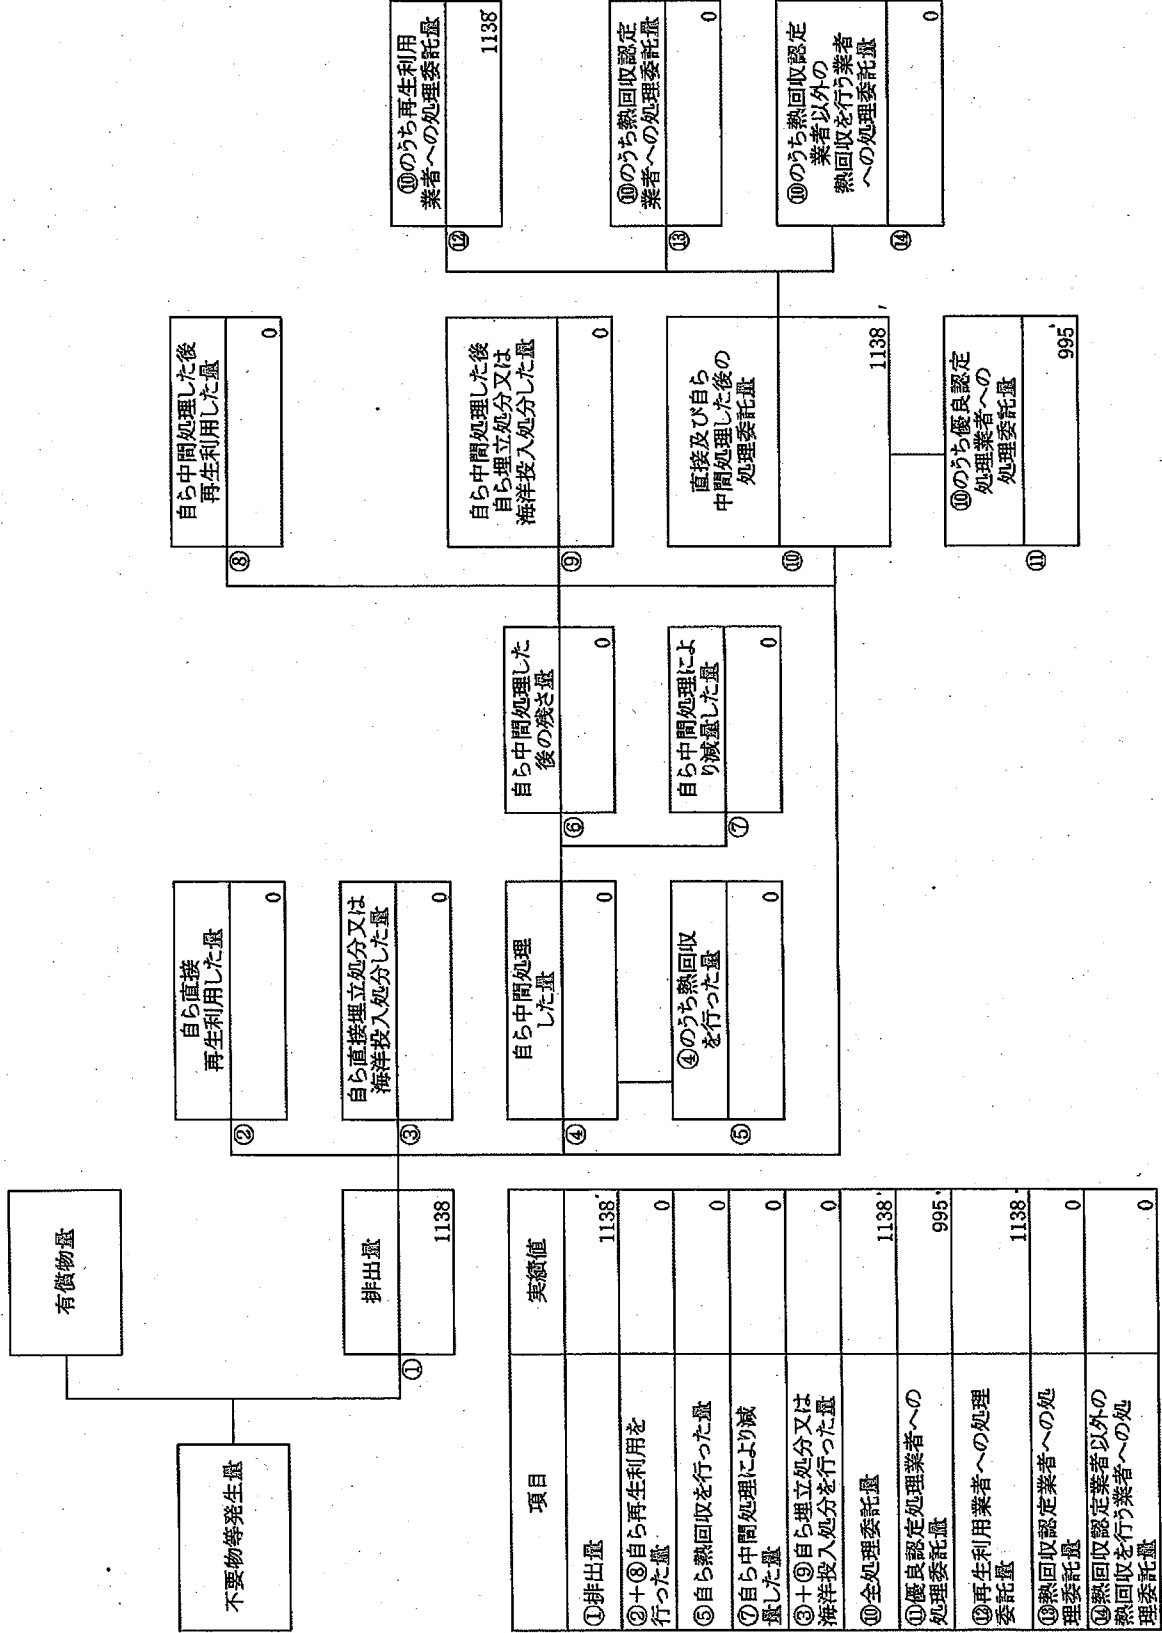 不要物等発生量
有償物量
①
排出量
1138
②
自ら直接
再生利用した量
0
③
自ら直接埋立処分又は
海洋投入処分した量
0
④
自ら中間処理
した量
0
⑤
④のうち熱回収
を行った量
0
⑥
自ら中間処理した
後の残さ量
0
⑦
自ら中間処理によ
り減量した量
0
⑧
自ら中間処理した後
再生利用した量
0
⑨
自ら中間処理した後
自ら埋立処分又は
海洋投入処分した量
0
⑩
直接及び自ら
中間処理した後の
処理委託量
1138
⑪
⑩のうち優良認定
処理業者への
処理委託量
995
⑫
⑩のうち再生利用
業者への処理委託量
1138
⑬
⑩のうち熱回収認定
業者への処理委託量
0
⑭
⑩のうち熱回収認定
業者以外の
熱回収を行う業者
への処理委託量
0
項目 実績値
①排出量 1138
②+⑧自ら再生利用を
行った量 0
⑤自ら熱回収を行った量 0
⑦自ら中間処理により減
量した量 0
③+⑨自ら埋立処分又は
海洋投入処分を行った量 0
⑩全処理委託量 1138
⑪優良認定処理業者への
処理委託量 995
⑫再生利用業者への処理
委託量 1138
⑬熱回収認定業者への処
理委託量 0
⑭熱回収認定業者以外の
熱回収を行う業者への処
理委託量 0